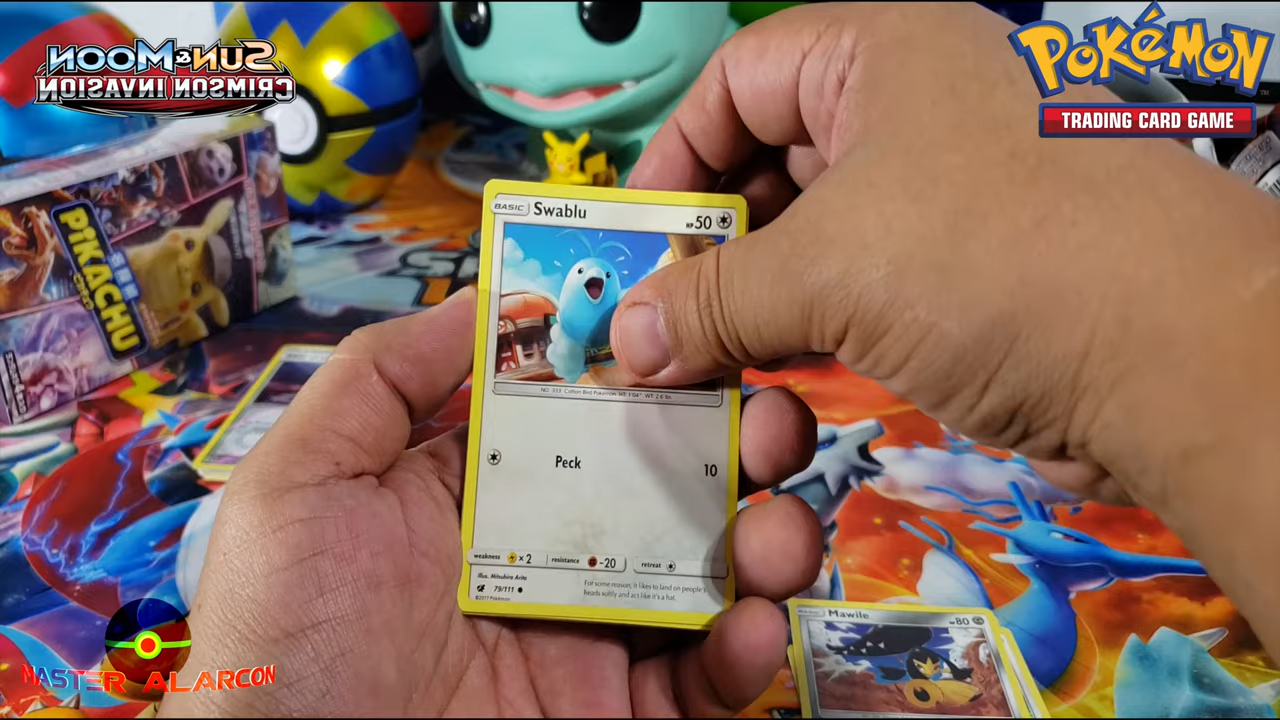 SUN & MOON
CRIMSON INVASION
POKéMON
TRADING CARD GAME
PIKACHU
BASIC Swablu HP 50
NO. 333 Cotton Bird Pokémon HT: 1'04" WT: 2.6 lbs.
Peck 10
weakness ×2 resistance -20 retreat
Illus. Mitsuhiro Arita
79/111
©2017 Pokémon
For some reason, it likes to land on people's
heads softly and act like it's a hat.
Mawile HP 80
MASTER ALARCON